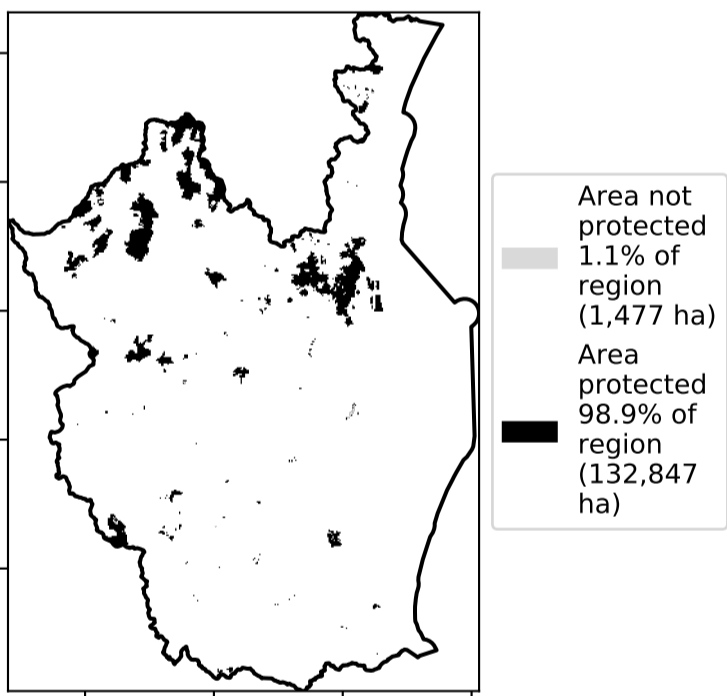 Area not
protected
1.1% of
region
(1,477 ha)
Area
protected
98.9% of
region
(132,847
ha)